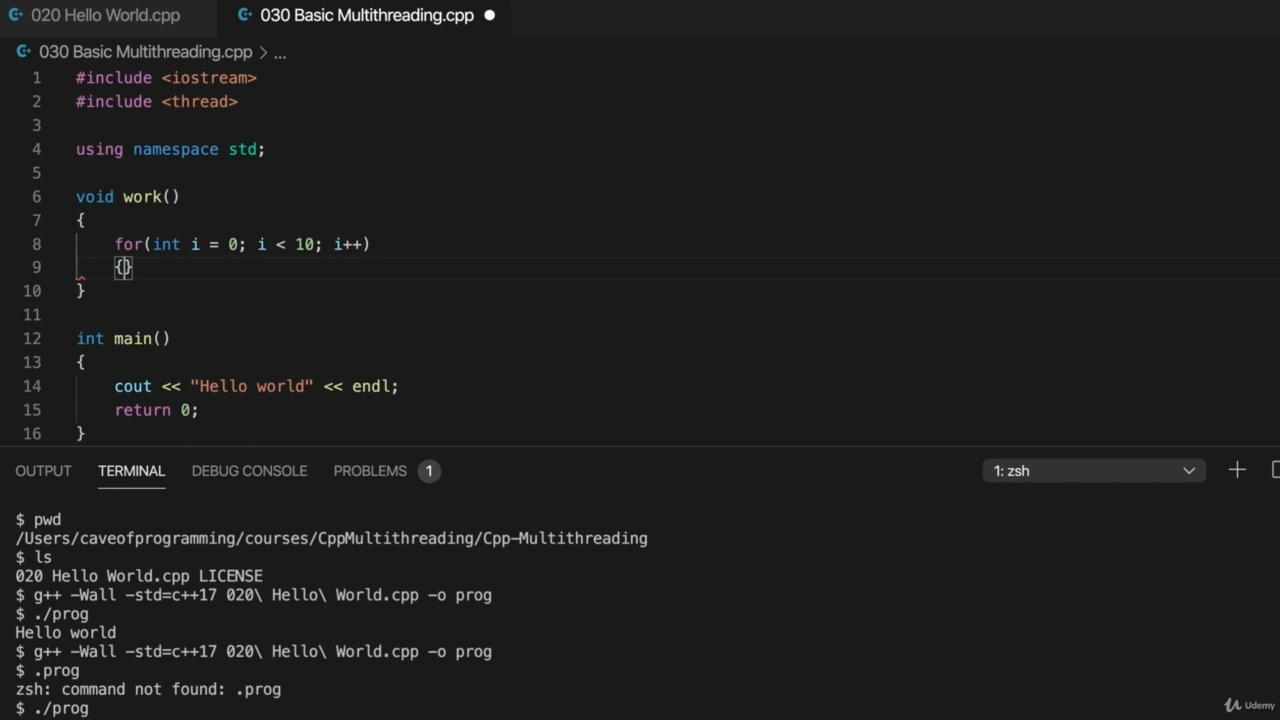 020 Hello World.cpp
030 Basic Multithreading.cpp
030 Basic Multithreading.cpp > ...
1 #include <iostream>
2 #include <thread>
3
4 using namespace std;
5
6 void work()
7 {
8 for(int i = 0; i < 10; i++)
9 {}
10 }
11
12 int main()
13 {
14 cout << "Hello world" << endl;
15 return 0;
16 }
OUTPUT TERMINAL DEBUG CONSOLE PROBLEMS 1
1: zsh
$ pwd
/Users/caveofprogramming/courses/CppMultithreading/Cpp-Multithreading
$ ls
020 Hello World.cpp LICENSE
$ g++ -Wall -std=c++17 020\ Hello\ World.cpp -o prog
$ ./prog
Hello world
$ g++ -Wall -std=c++17 020\ Hello\ World.cpp -o prog
$ .prog
zsh: command not found: .prog
$ ./prog
Udemy